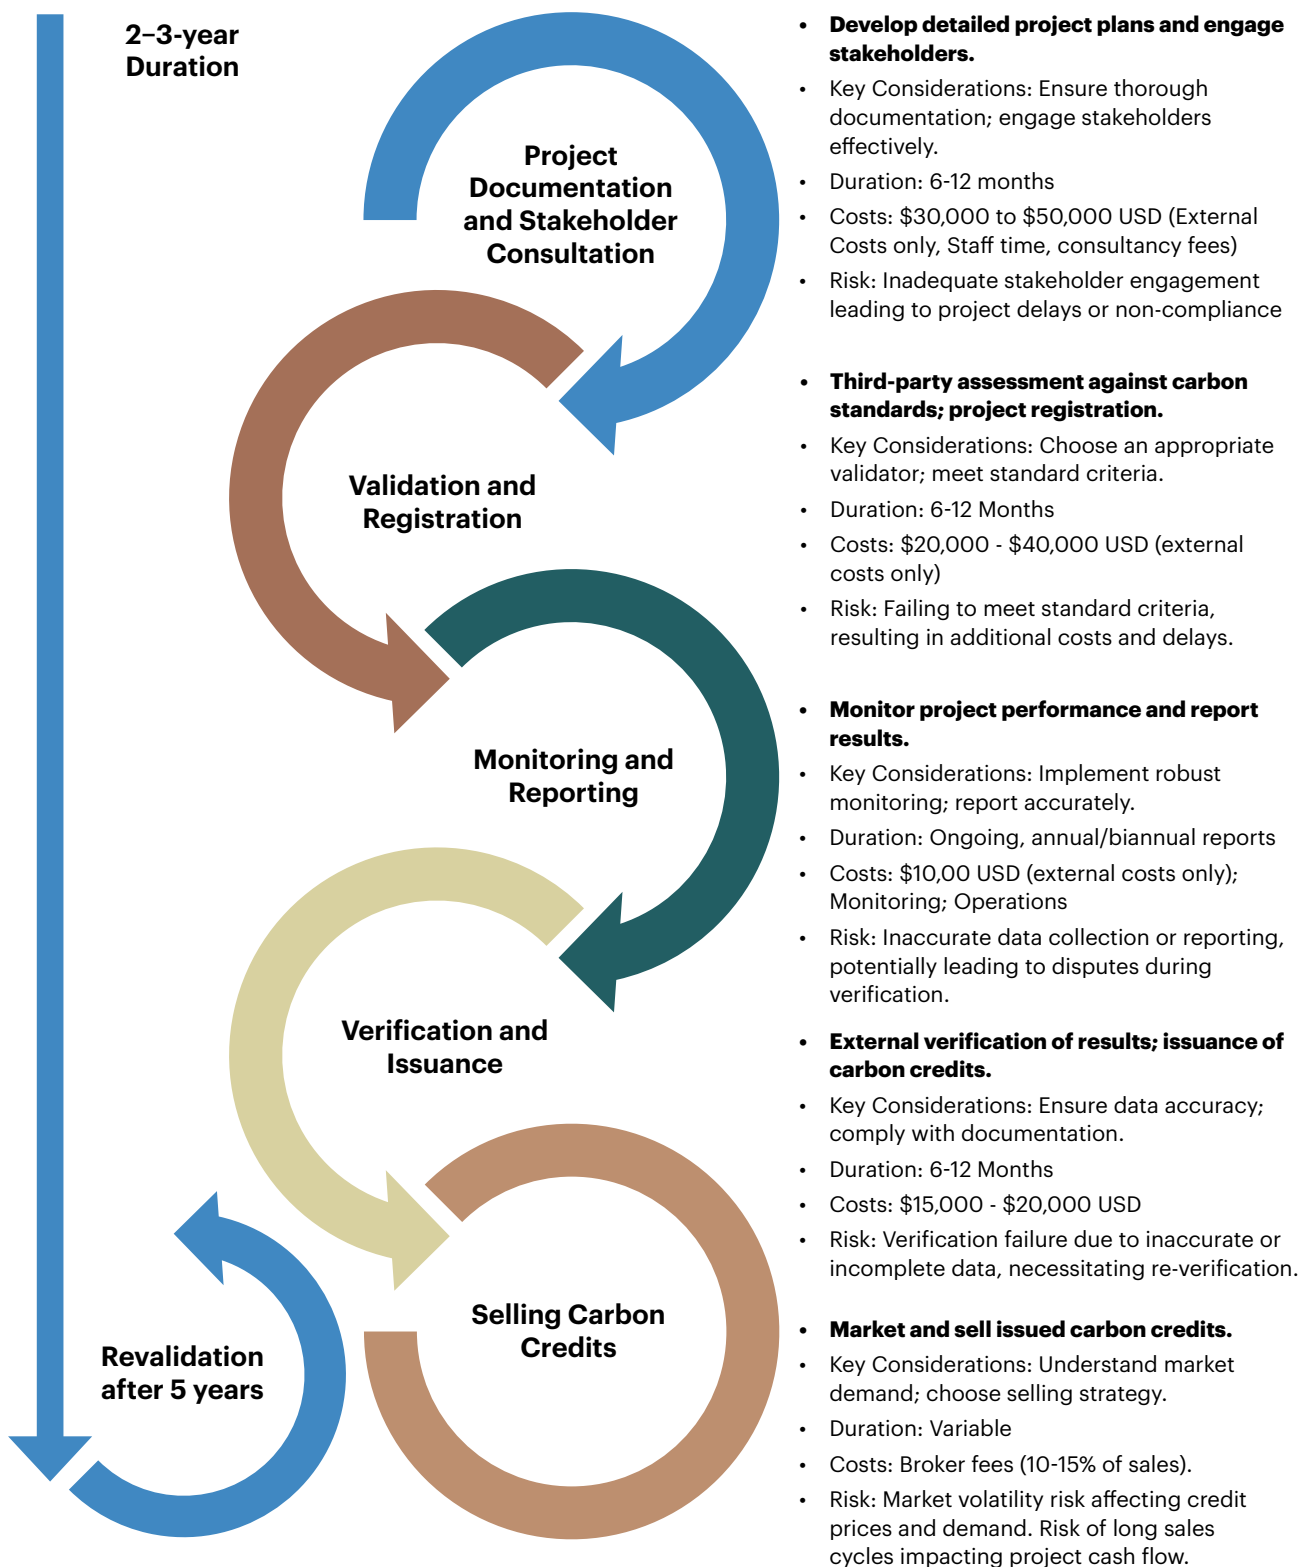 2–3-year
Duration
Project
Documentation
and Stakeholder
Consultation
• Develop detailed project plans and engage
stakeholders.
• Key Considerations: Ensure thorough
documentation; engage stakeholders
effectively.
• Duration: 6-12 months
• Costs: $30,000 to $50,000 USD (External
Costs only, Staff time, consultancy fees)
• Risk: Inadequate stakeholder engagement
leading to project delays or non-compliance
Validation and
Registration
• Third-party assessment against carbon
standards; project registration.
• Key Considerations: Choose an appropriate
validator; meet standard criteria.
• Duration: 6-12 Months
• Costs: $20,000 - $40,000 USD (external
costs only)
• Risk: Failing to meet standard criteria,
resulting in additional costs and delays.
Monitoring and
Reporting
• Monitor project performance and report
results.
• Key Considerations: Implement robust
monitoring; report accurately.
• Duration: Ongoing, annual/biannual reports
• Costs: $10,00 USD (external costs only);
Monitoring; Operations
• Risk: Inaccurate data collection or reporting,
potentially leading to disputes during
verification.
Verification and
Issuance
• External verification of results; issuance of
carbon credits.
• Key Considerations: Ensure data accuracy;
comply with documentation.
• Duration: 6-12 Months
• Costs: $15,000 - $20,000 USD
• Risk: Verification failure due to inaccurate or
incomplete data, necessitating re-verification.
Selling Carbon
Credits
• Market and sell issued carbon credits.
• Key Considerations: Understand market
demand; choose selling strategy.
• Duration: Variable
• Costs: Broker fees (10-15% of sales).
• Risk: Market volatility risk affecting credit
prices and demand. Risk of long sales
cycles impacting project cash flow.
Revalidation
after 5 years